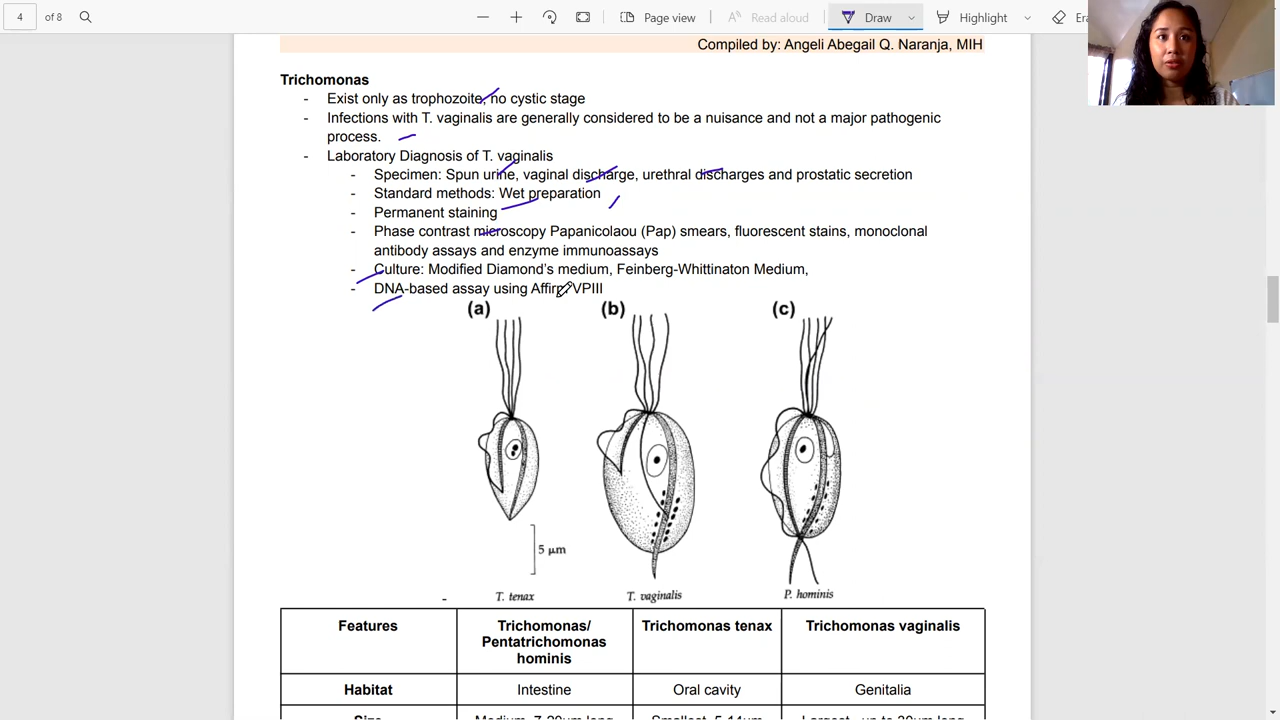 4 of 8
Page view
Read aloud
Draw
Highlight
Compiled by: Angeli Abegail Q. Naranja, MIH
Trichomonas
- Exist only as trophozoite, no cystic stage
- Infections with T. vaginalis are generally considered to be a nuisance and not a major pathogenic
process.
- Laboratory Diagnosis of T. vaginalis
- Specimen: Spun urine, vaginal discharge, urethral discharges and prostatic secretion
- Standard methods: Wet preparation
- Permanent staining
- Phase contrast microscopy Papanicolaou (Pap) smears, fluorescent stains, monoclonal
antibody assays and enzyme immunoassays
- Culture: Modified Diamond's medium, Feinberg-Whittinaton Medium,
- DNA-based assay using VPIII
(a) (b) (c)
5 µm
T. tenax T. vaginalis P. hominis
Features
Trichomonas/
Pentatrichomonas
hominis
Trichomonas tenax
Trichomonas vaginalis
Habitat Intestine Oral cavity Genitalia